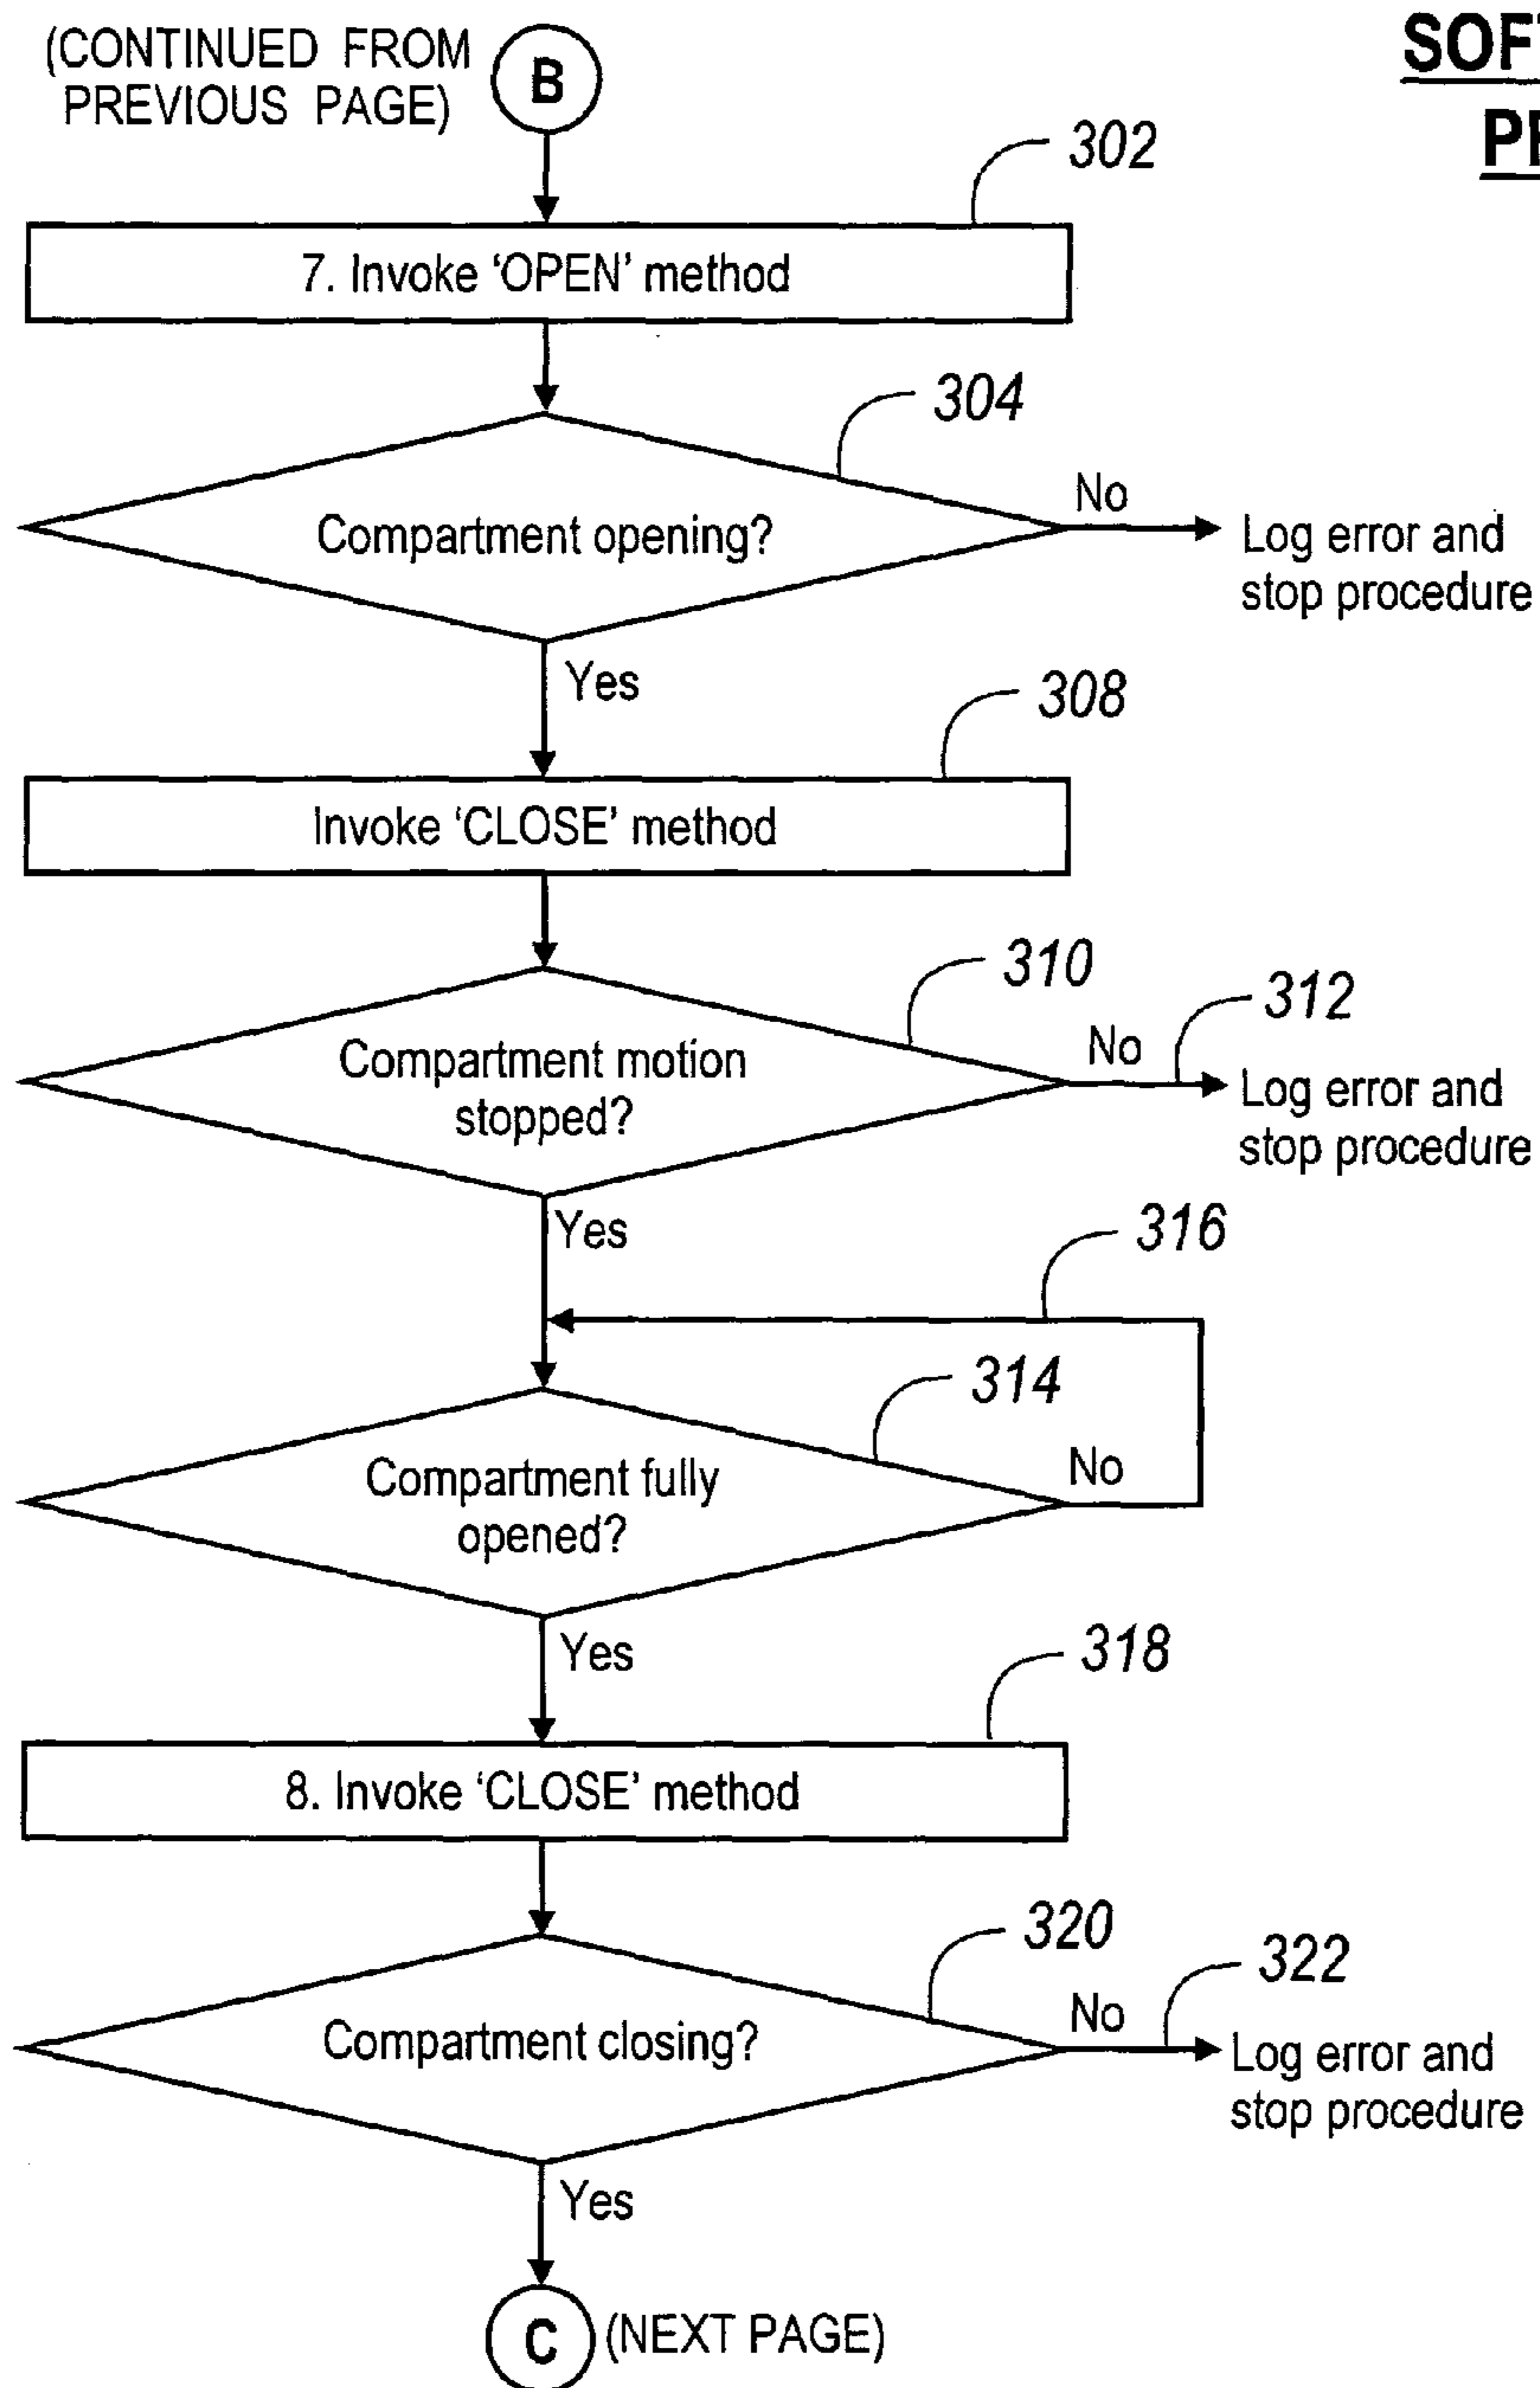 (CONTINUED FROM
PREVIOUS PAGE)
B
302
7. Invoke ‘OPEN’ method
304
Compartment opening?
No
Log error and
stop procedure
Yes
308
Invoke ‘CLOSE’ method
310
312
Compartment motion
stopped?
No
Log error and
stop procedure
Yes
316
314
Compartment fully
opened?
No
Yes
318
8. Invoke ‘CLOSE’ method
320
322
Compartment closing?
No
Log error and
stop procedure
Yes
C
(NEXT PAGE)